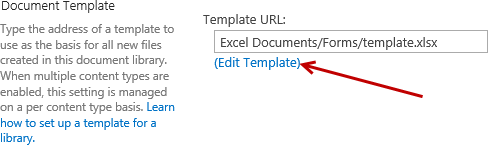 Document Template
Type the address of a template to
use as the basis for all new files
created in this document library.
When multiple content types are
enabled, this setting is managed
on a per content type basis. Learn
how to set up a template for a
library.
Template URL:
Excel Documents/Forms/template.xlsx
(Edit Template)